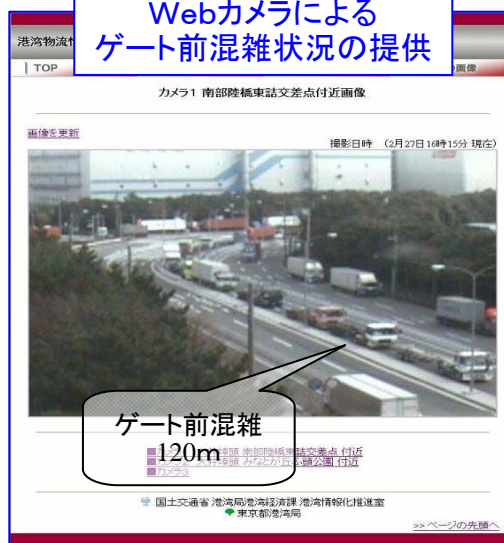 Webカメラによる
ゲート前混雑状況の提供
港湾物流情
| TOP
画像
カメラ1 南部陸橋東詰交差点付近画像
画像を更新
撮影日時 (2月27日16時15分 現在)
ゲート前混雑
120m
南部陸橋東詰交差点 付近
みなとが丘ふ頭公園 付近
■カメラ3
国土交通省 港湾局港湾経済課 港湾情報化推進室
東京都港湾局
>> ページの先頭へ